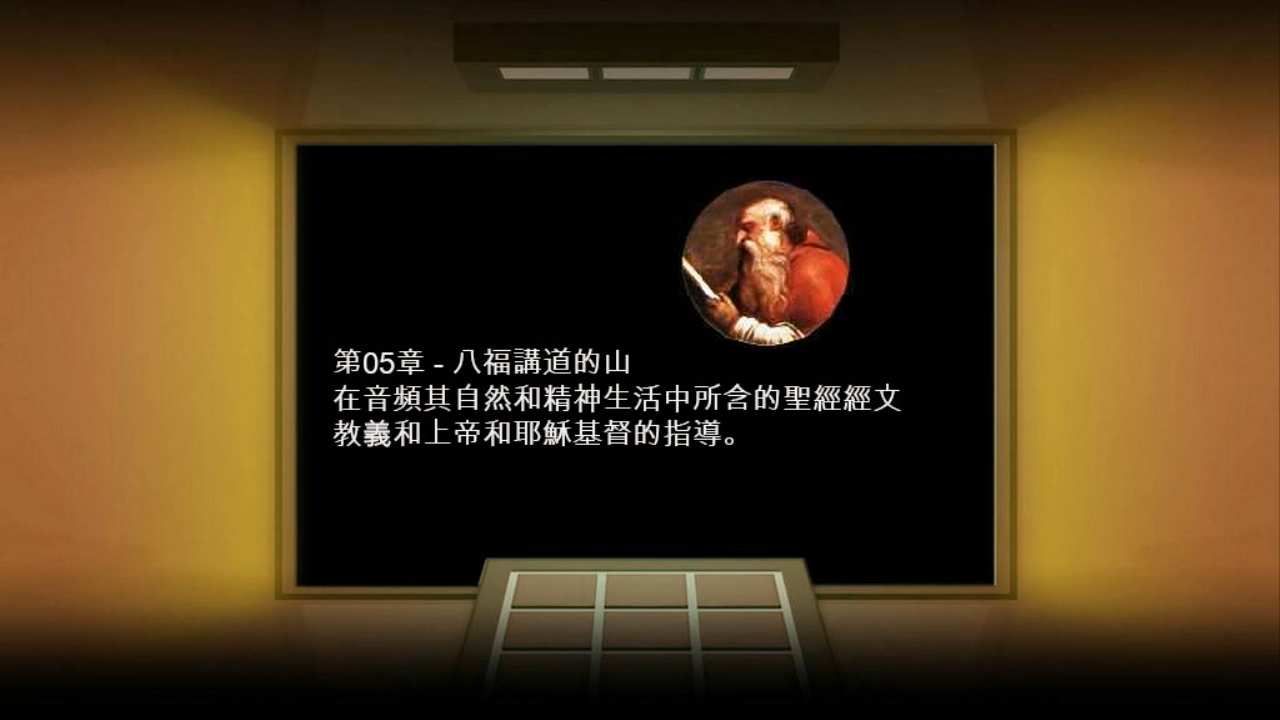 第05章 - 八福講道的山
在音頻其自然和精神生活中所含的聖經經文
教義和上帝和耶穌基督的指導。